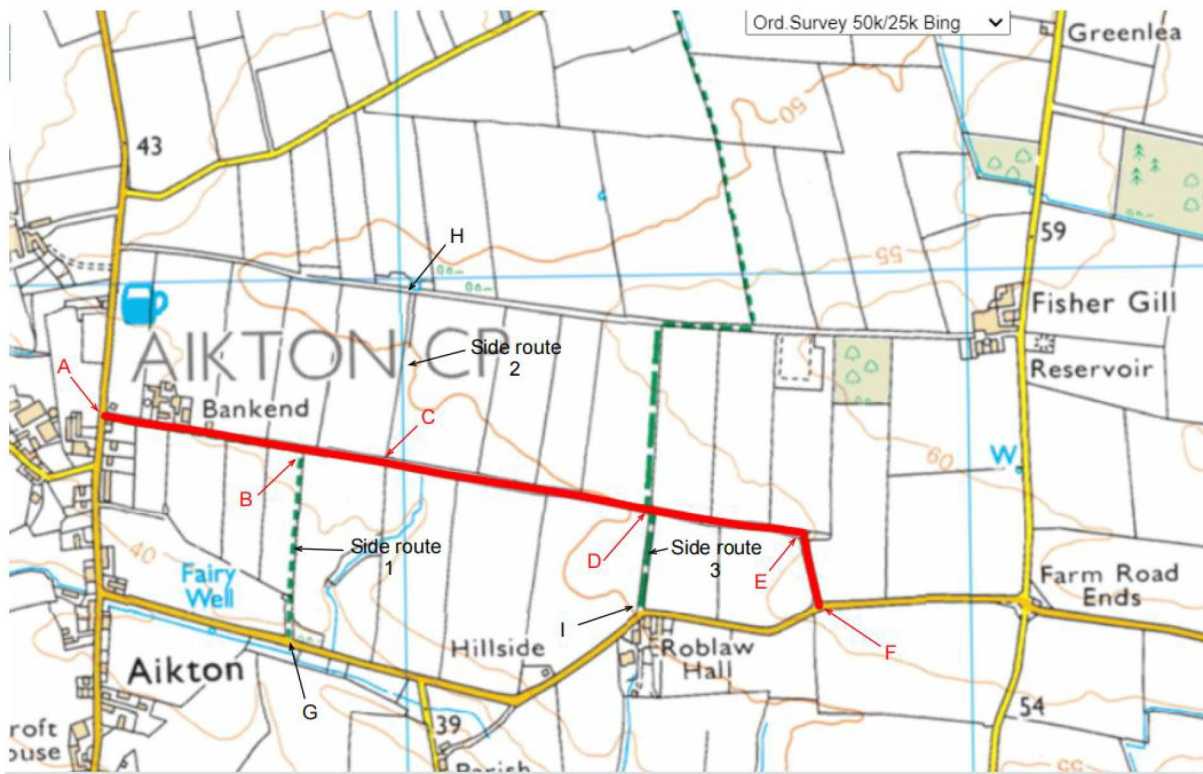 Ord.Survey 50k/25k Bing
Greenlea
43
50
59
H
55
Fisher Gill
AIKTON CP
Side route
2
Reservoir
A
Bankend
C
60
W
B
40
Side route
1
D
Side route
3
E
Farm Road
Ends
Fairy
Well
I
Hillside
Roblaw
Hall
F
Aikton
G
39
54
roft
ouse
Parish
55